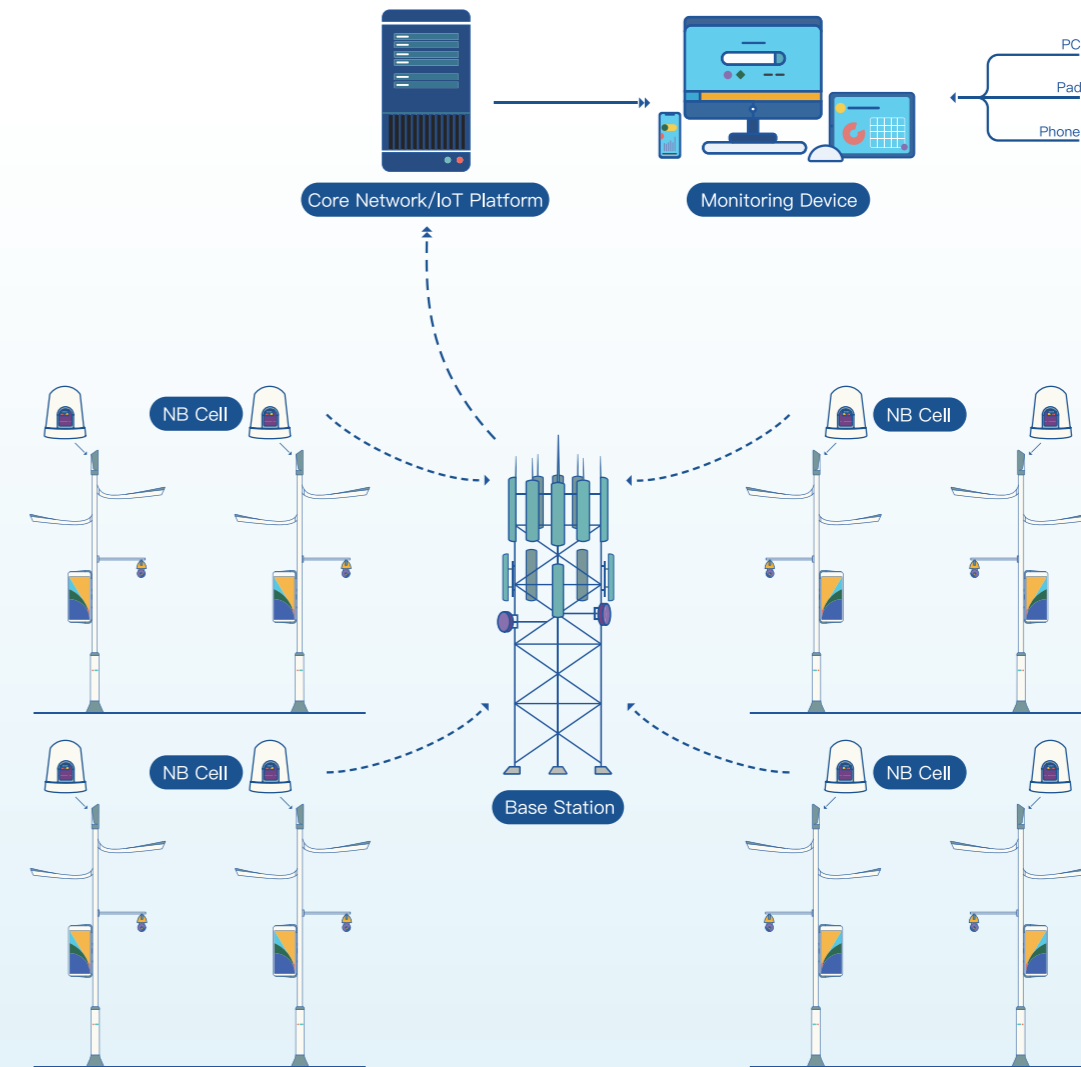 PC
Pad
Phone
Core Network/IoT Platform
Monitoring Device
NB Cell
NB Cell
NB Cell
NB Cell
Base Station